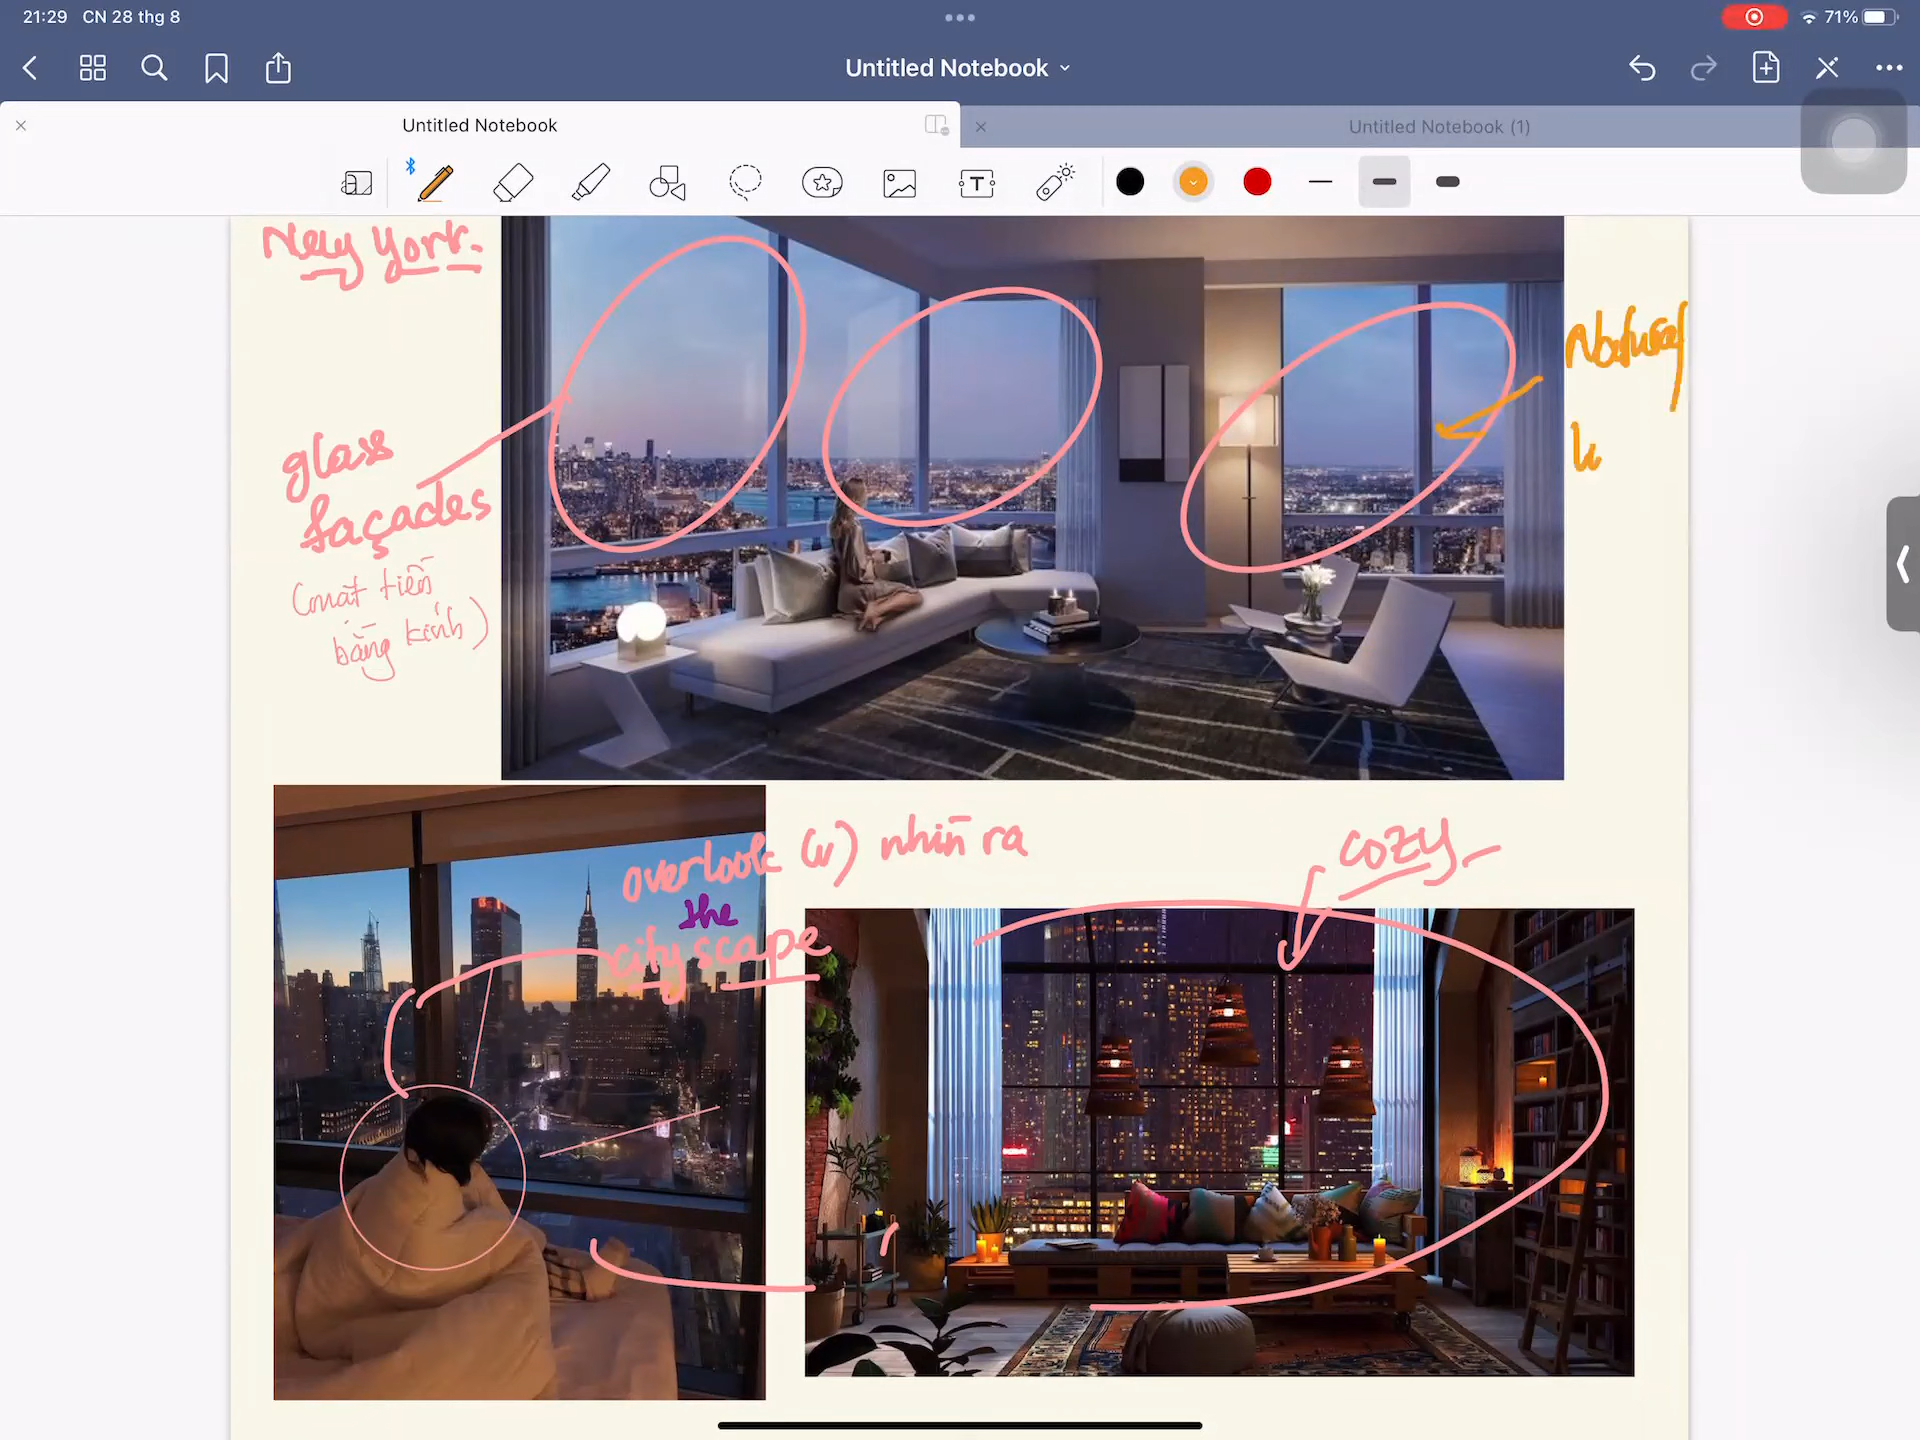 21:29 CN 28 thg 8
71%
Untitled Notebook
Untitled Notebook
Untitled Notebook (1)
New York.
Natural
glass
façades
(mặt tiền
bằng kính)
overlook (v) nhìn ra
the
cityscape
cozy